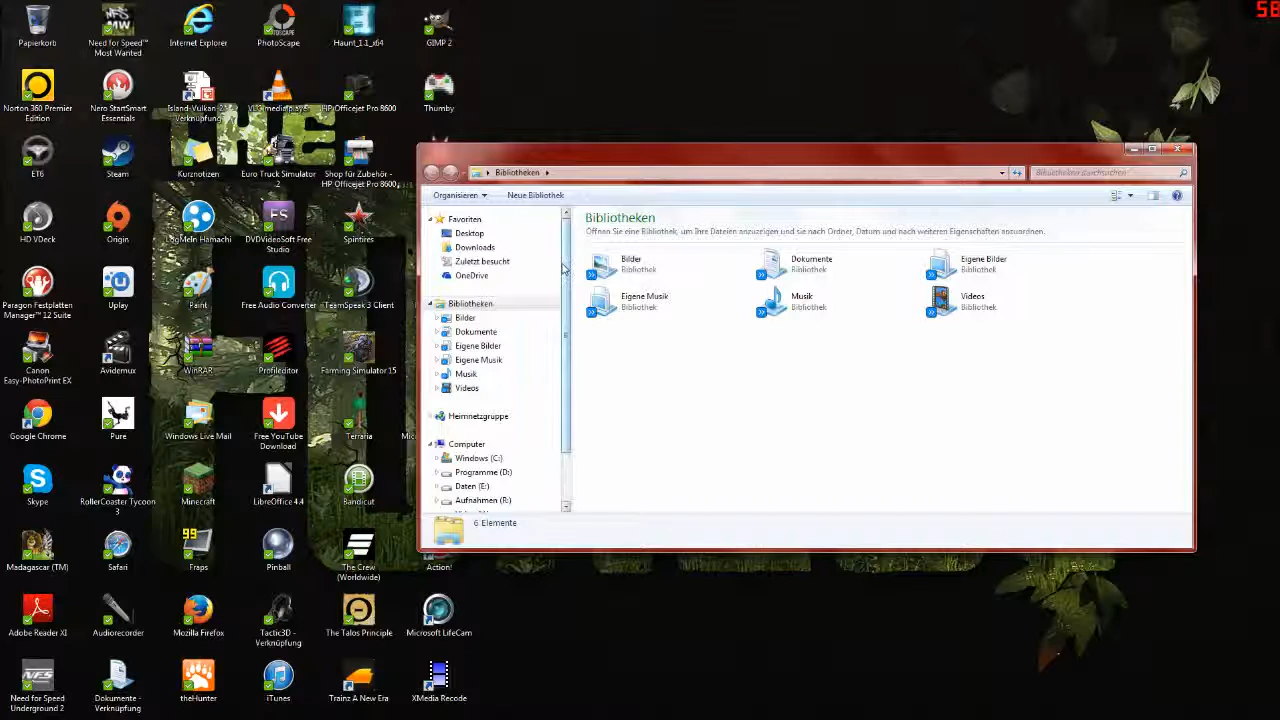 58
Papierkorb
Need for Speed™
Most Wanted
Internet Explorer
PhotoScape
Haunt_1.1_x64
GIMP 2
Norton 360 Premier
Edition
Nero StartSmart
Essentials
Island-Vulkan
Verknüpfung
VLC media player
HP Officejet Pro 8600
Thumby
THE
ET6
Steam
Kurznotizen
Euro Truck Simulator
2
Shop für Zubehör -
HP Officejet Pro 8600
HD VDeck
Origin
LogMeIn Hamachi
DVDVideoSoft Free
Studio
Spintires
Paragon Festplatten
Manager™ 12 Suite
Uplay
Paint
Free Audio Converter
TeamSpeak 3 Client
Canon
Easy-PhotoPrint EX
Avidemux
WinRAR
Profileditor
Farming Simulator 15
Google Chrome
Pure
Windows Live Mail
Free YouTube
Download
Terraria
Skype
RollerCoaster Tycoon
3
Minecraft
LibreOffice 4.4
Bandicut
Madagascar (TM)
Safari
99
Fraps
Pinball
The Crew
(Worldwide)
Action!
Adobe Reader XI
Audiorecorder
Mozilla Firefox
Tactic3D -
Verknüpfung
The Talos Principle
Microsoft LifeCam
Need for Speed
Underground 2
Dokumente -
Verknüpfung
theHunter
iTunes
Trainz A New Era
XMedia Recode
Bibliotheken
Bibliotheken durchsuchen
Organisieren
Neue Bibliothek
Favoriten
Desktop
Downloads
Zuletzt besucht
OneDrive
Bibliotheken
Bilder
Dokumente
Eigene Bilder
Eigene Musik
Musik
Videos
Heimnetzgruppe
Computer
Windows (C:)
Programme (D:)
Daten (E:)
Aufnahmen (R:)
Bibliotheken
Öffnen Sie eine Bibliothek, um Ihre Dateien anzuzeigen und sie nach Ordner, Datum und nach weiteren Eigenschaften anzuordnen.
Bilder
Bibliothek
Dokumente
Bibliothek
Eigene Bilder
Bibliothek
Eigene Musik
Bibliothek
Musik
Bibliothek
Videos
Bibliothek
6 Elemente